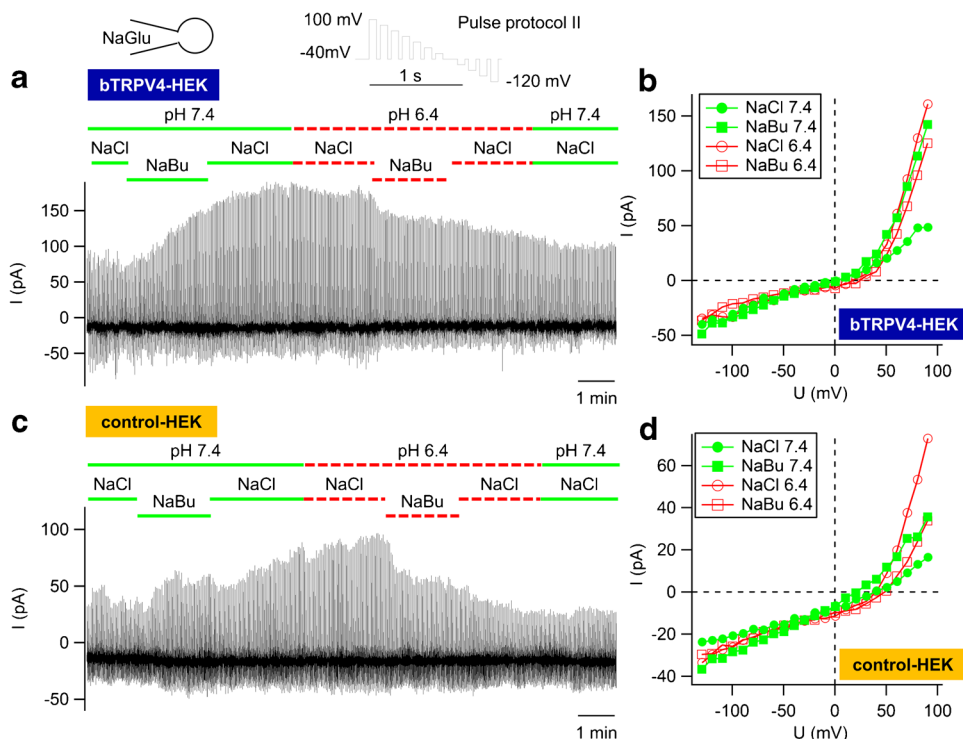 NaGlu
100 mV
Pulse protocol II
-40mV
-120 mV
1 s
a
bTRPV4-HEK
pH 7.4
pH 6.4
pH 7.4
NaCl
NaBu
NaCl
NaCl
NaBu
NaCl
NaCl
I (pA)
150
100
50
0
-50
1 min
b
NaCl 7.4
NaBu 7.4
NaCl 6.4
NaBu 6.4
I (pA)
150
100
50
0
-50
bTRPV4-HEK
-100
-50
0
50
100
U (mV)
c
control-HEK
pH 7.4
pH 6.4
pH 7.4
NaCl
NaBu
NaCl
NaCl
NaBu
NaCl
NaCl
I (pA)
100
50
0
-50
1 min
d
NaCl 7.4
NaBu 7.4
NaCl 6.4
NaBu 6.4
I (pA)
60
40
20
0
-20
-40
control-HEK
-100
-50
0
50
100
U (mV)